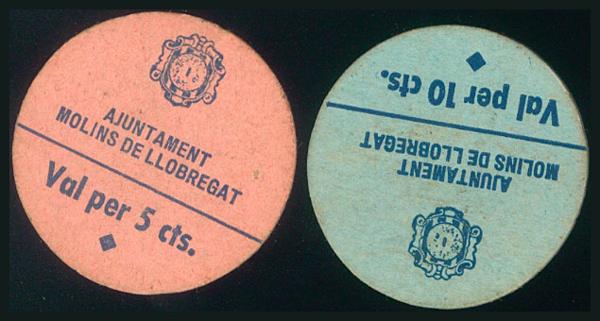 AJUNTAMENT
MOLINS DE LLOBREGAT
Val per 5 cts.
AJUNTAMENT
MOLINS DE LLOBREGAT
Val per 10 cts.